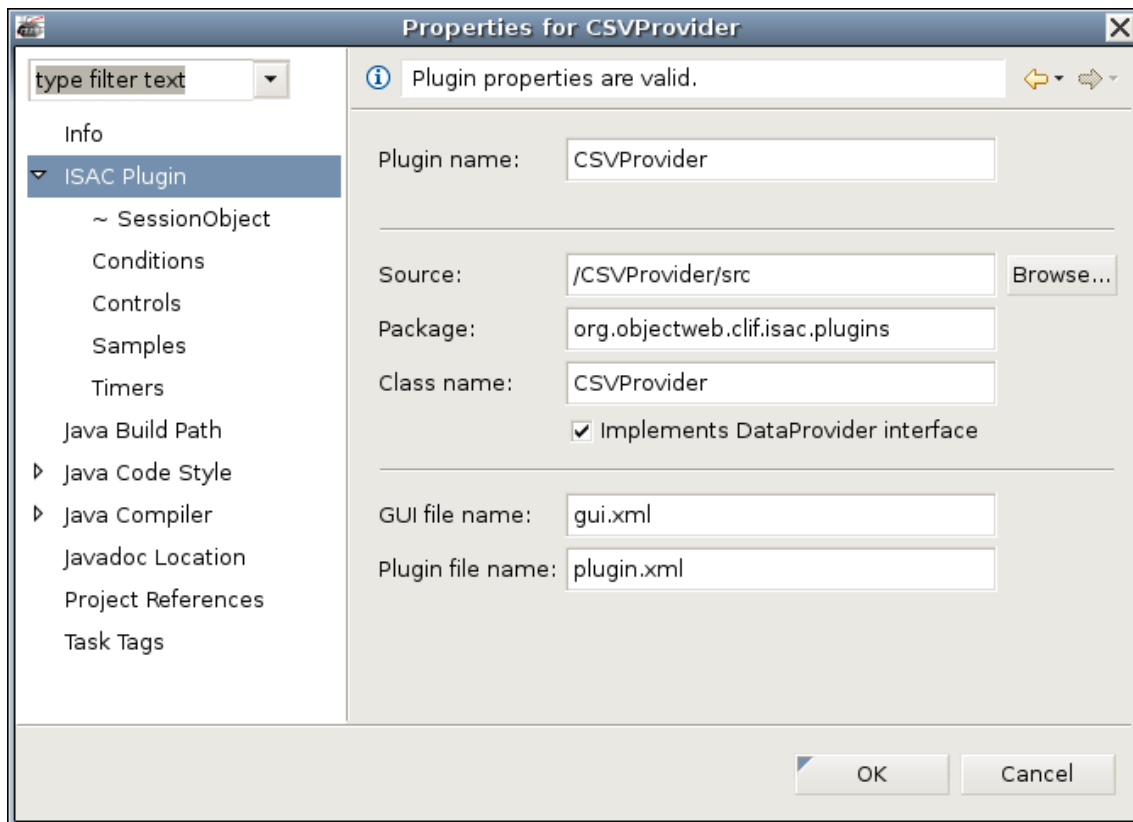 Properties for CSVProvider
type filter text
Info
ISAC Plugin
~ SessionObject
Conditions
Controls
Samples
Timers
Java Build Path
Java Code Style
Java Compiler
Javadoc Location
Project References
Task Tags
Plugin properties are valid.
Plugin name: CSVProvider
Source: /CSVProvider/src Browse...
Package: org.objectweb.clif.isac.plugins
Class name: CSVProvider
Implements DataProvider interface
GUI file name: gui.xml
Plugin file name: plugin.xml
OK Cancel